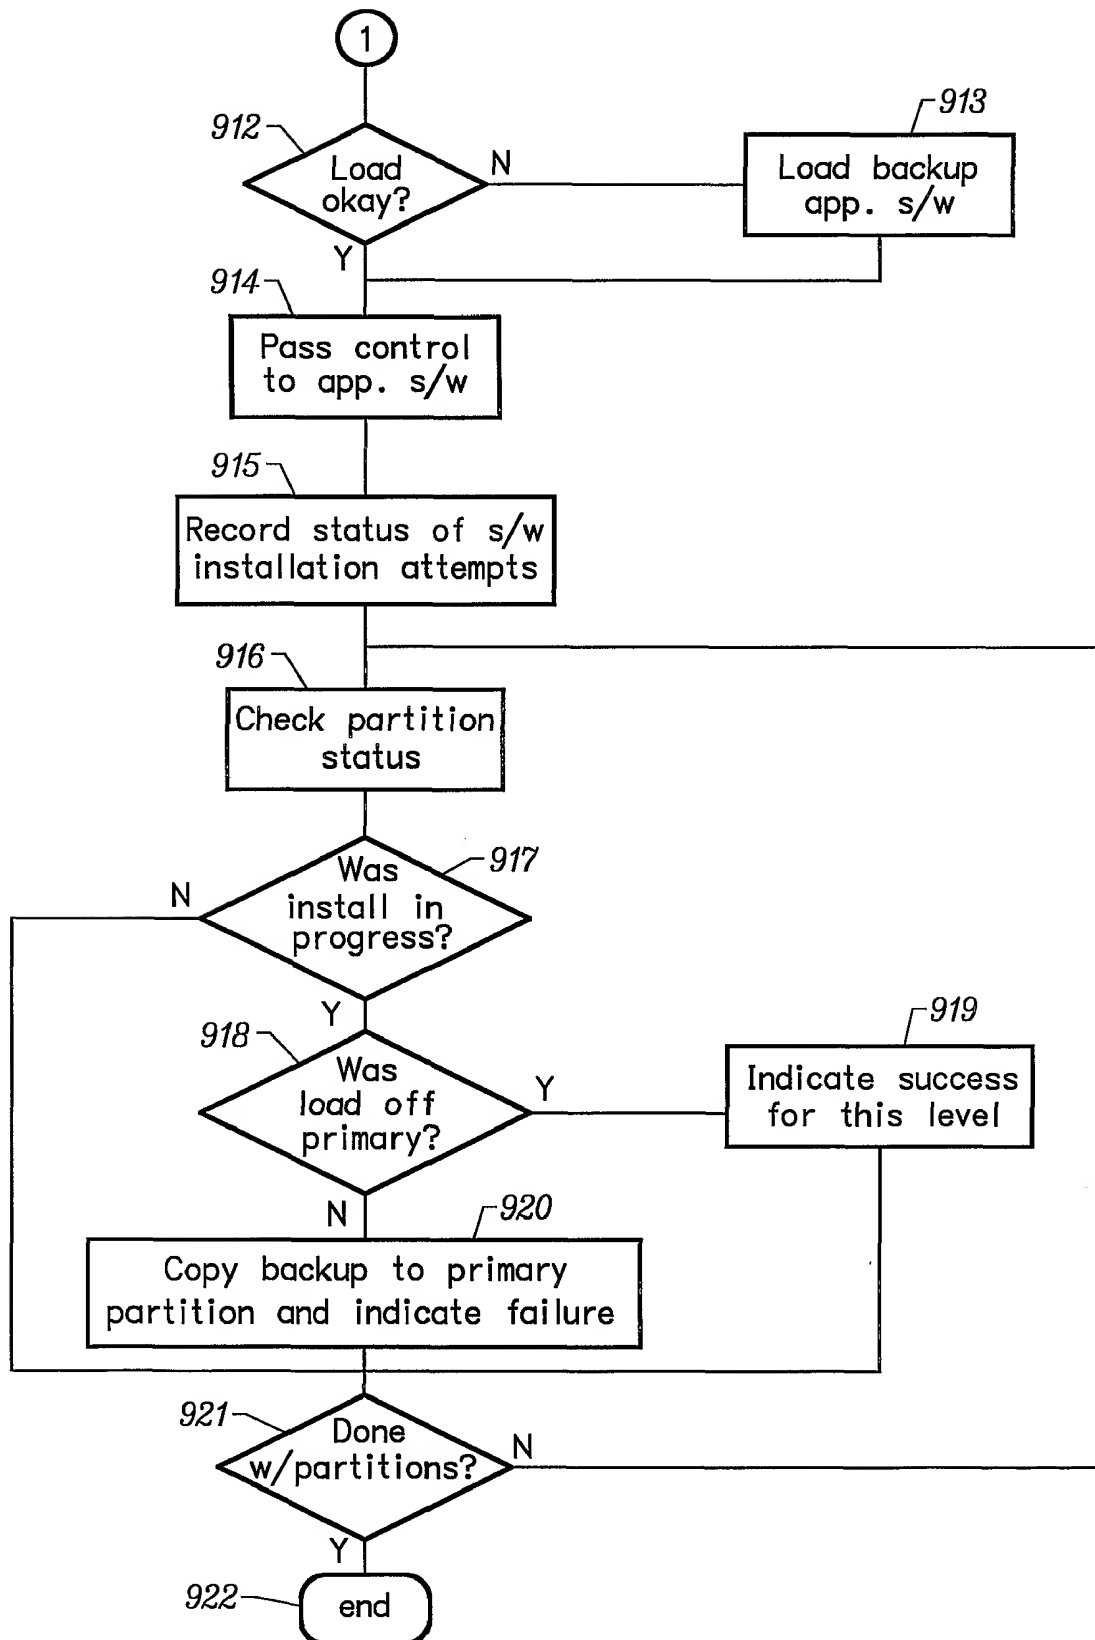 1
912
Load
okay?
N
913
Load backup
app. s/w
Y
914
Pass control
to app. s/w
915
Record status of s/w
installation attempts
916
Check partition
status
917
Was
install in
progress?
N
Y
918
Was
load off
primary?
Y
919
Indicate success
for this level
N
920
Copy backup to primary
partition and indicate failure
921
Done
w/partitions?
N
Y
922
end